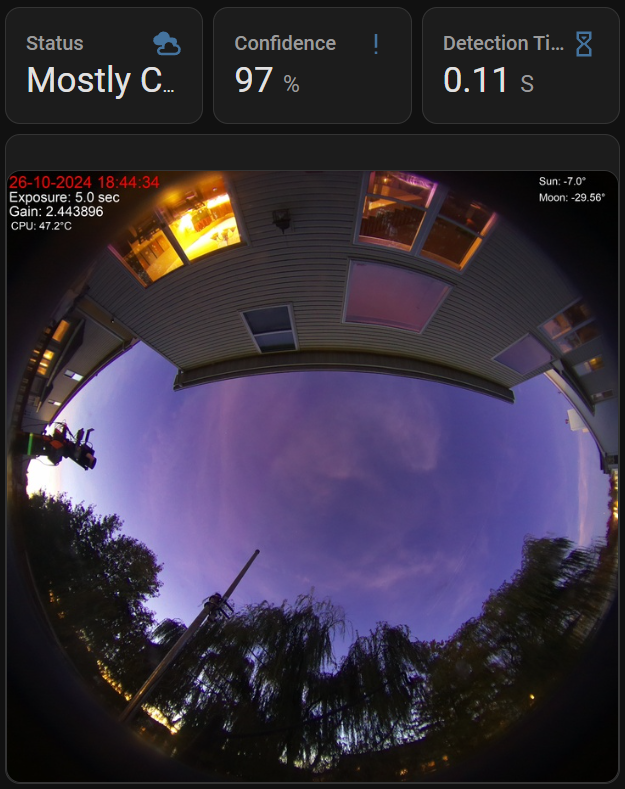 Status
Mostly C...
Confidence
97 %
Detection Ti...
0.11 S
26-10-2024 18:44:34
Exposure: 5.0 sec
Gain: 2.443896
CPU: 47.2°C
Sun: -7.0°
Moon: -29.56°